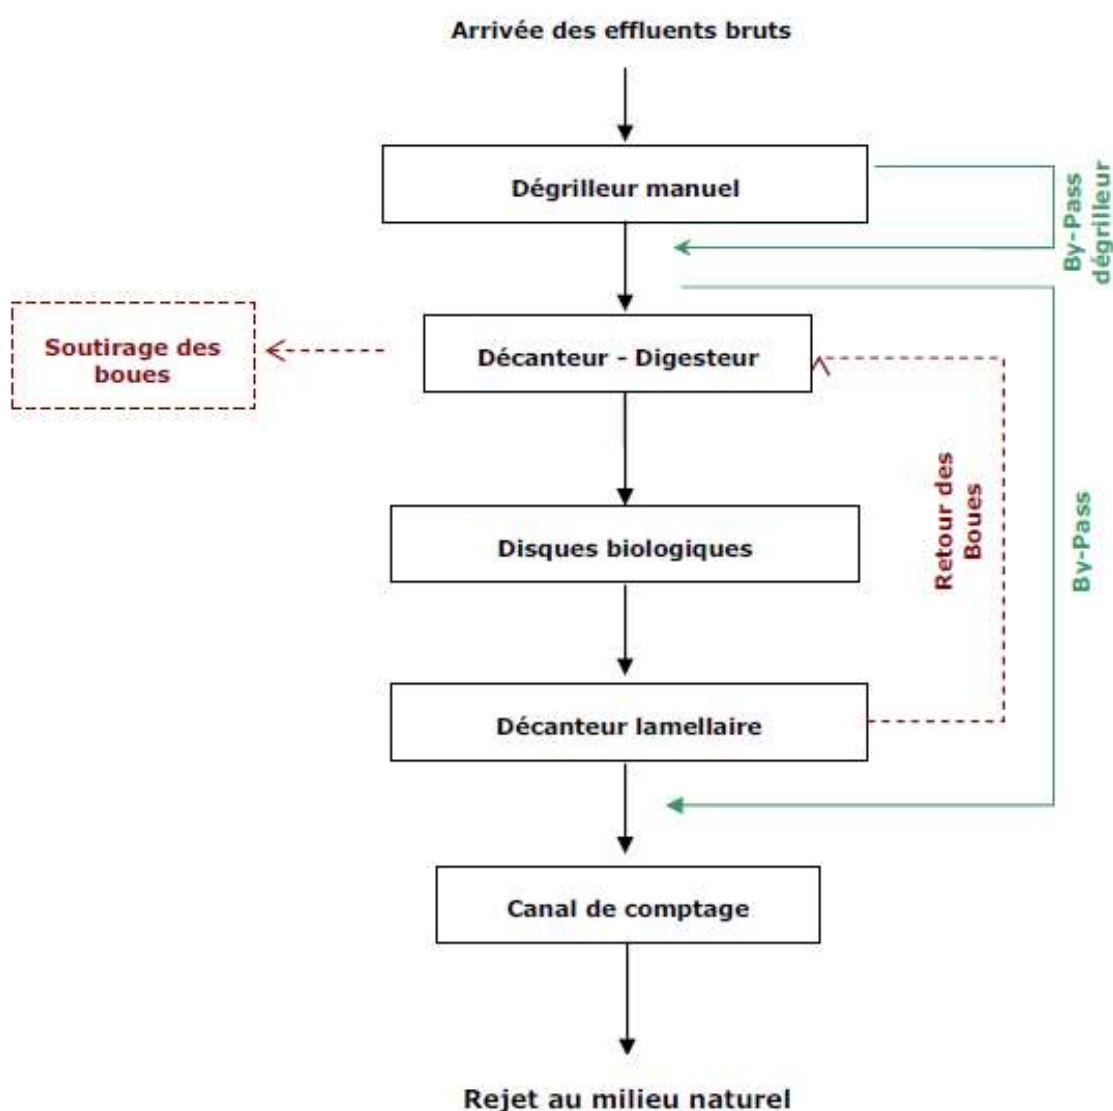 Arrivée des effluents bruts
Dégrilleur manuel
By-Pass
dégrilleur
Soutirage des
boues
Décanteur - Digesteur
Retour des
Boues
By-Pass
Disques biologiques
Décanteur lamellaire
Canal de comptage
Rejet au milieu naturel